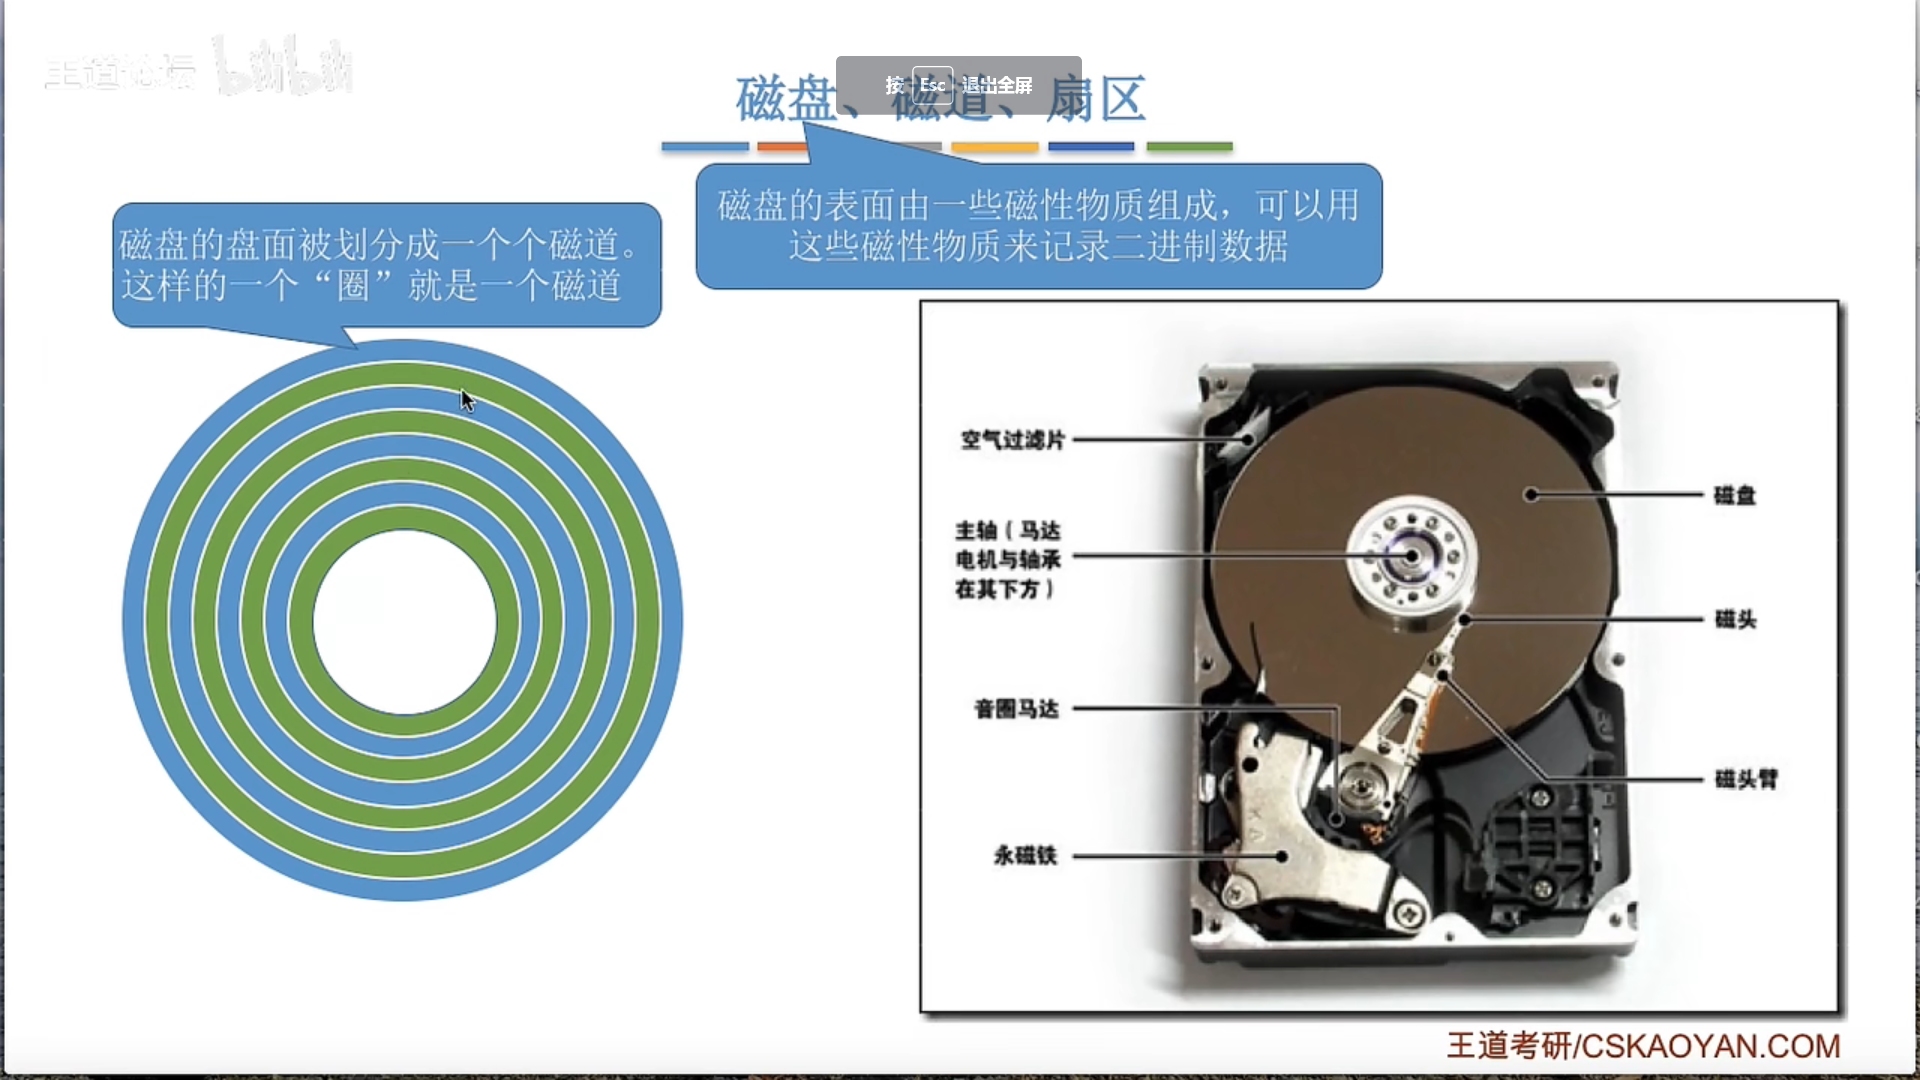 王道论坛 bilibili
磁盘、磁道、扇区
按 Esc 退出全屏
磁盘的表面由一些磁性物质组成，可以用
这些磁性物质来记录二进制数据
磁盘的盘面被划分成一个个磁道。
这样的一个“圈”就是一个磁道
空气过滤片
磁盘
主轴（马达
电机与轴承
在其下方）
磁头
音圈马达
磁头臂
永磁铁
王道考研/CSKAOYAN.COM